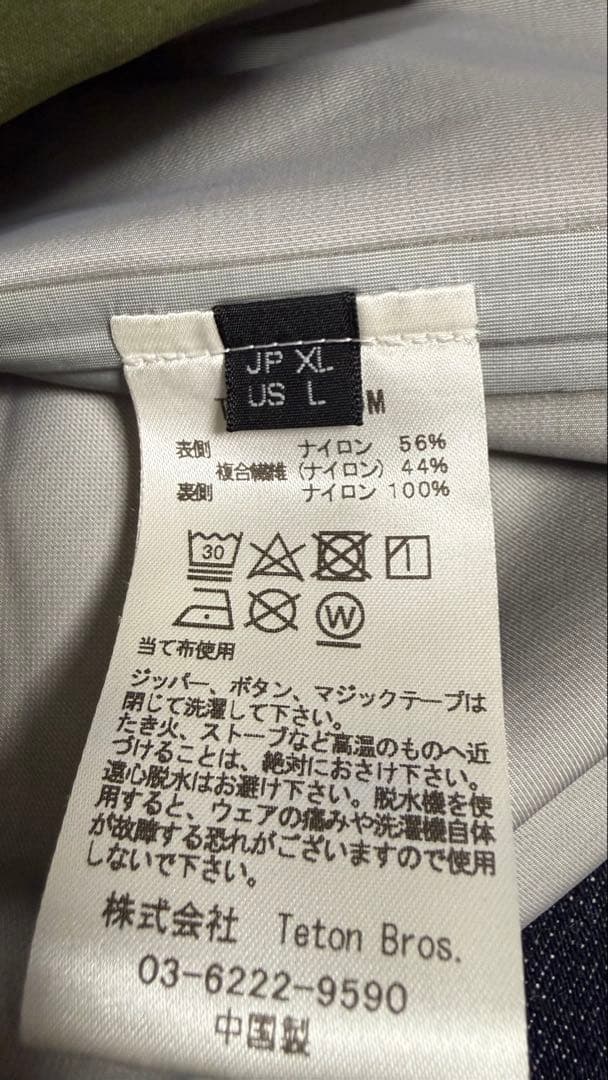 JP XL
US L
M
表側 ナイロン 56%
複合繊維(ナイロン) 44%
裏側 ナイロン 100%
30
W
当て布使用
ジッパー、ボタン、マジックテープは
閉じて洗濯して下さい。
たき火、ストーブなど高温のものへ近
づけることは、絶対におさけ下さい。
遠心脱水はお避け下さい。脱水機を使
用すると、ウェアの痛みや洗濯機自体
が故障する恐れがございますので使用
しないで下さい。
株式会社 Teton Bros.
03-6222-9590
中国製